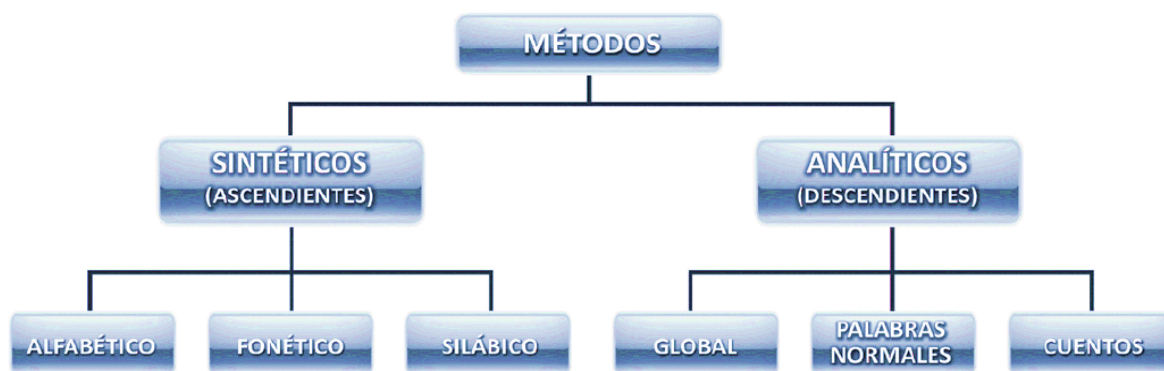 MÉTODOS
SINTÉTICOS
(ASCENDIENTES)
ANALÍTICOS
(DESCENDIENTES)
ALFABÉTICO
FONÉTICO
SILÁBICO
GLOBAL
PALABRAS
NORMALES
CUENTOS